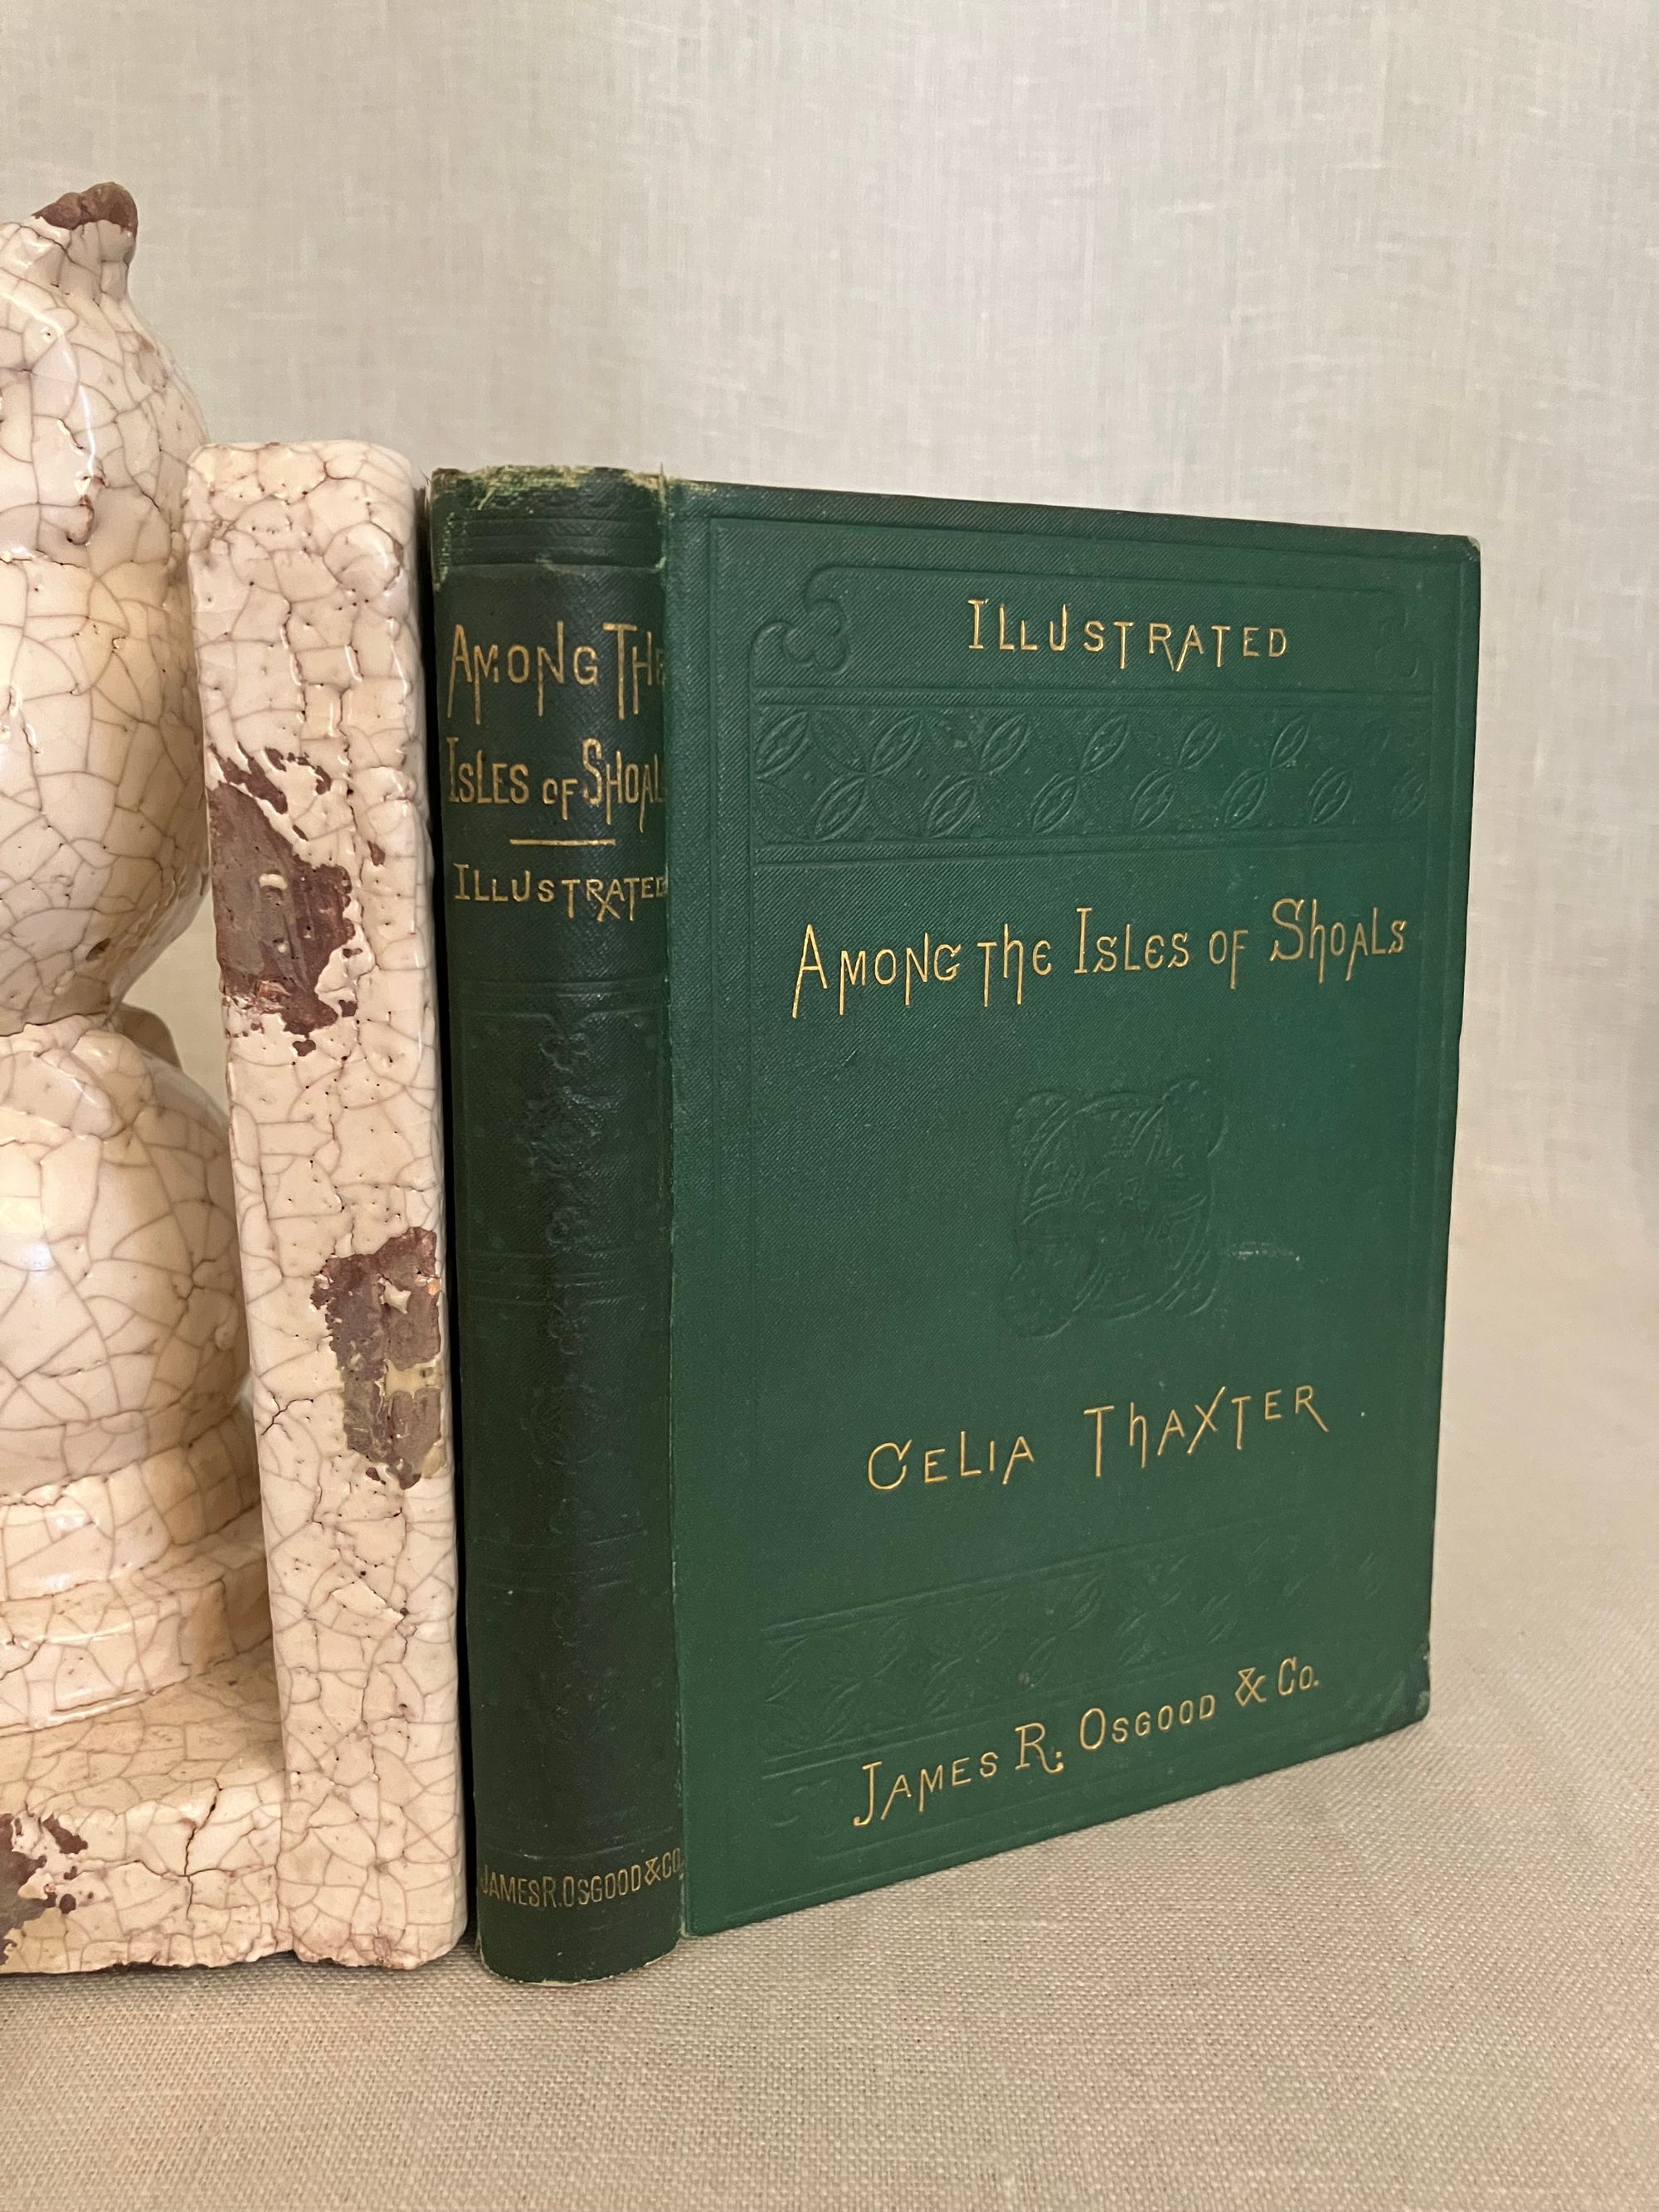 AMONG THE
ISLES OF SHOAL
ILLUSTRATED
JAMES R. OSGOOD & CO.
ILLUSTRATED
AMONG THE ISLES OF SHOALS
CELIA THAXTER
JAMES R. OSGOOD & CO.